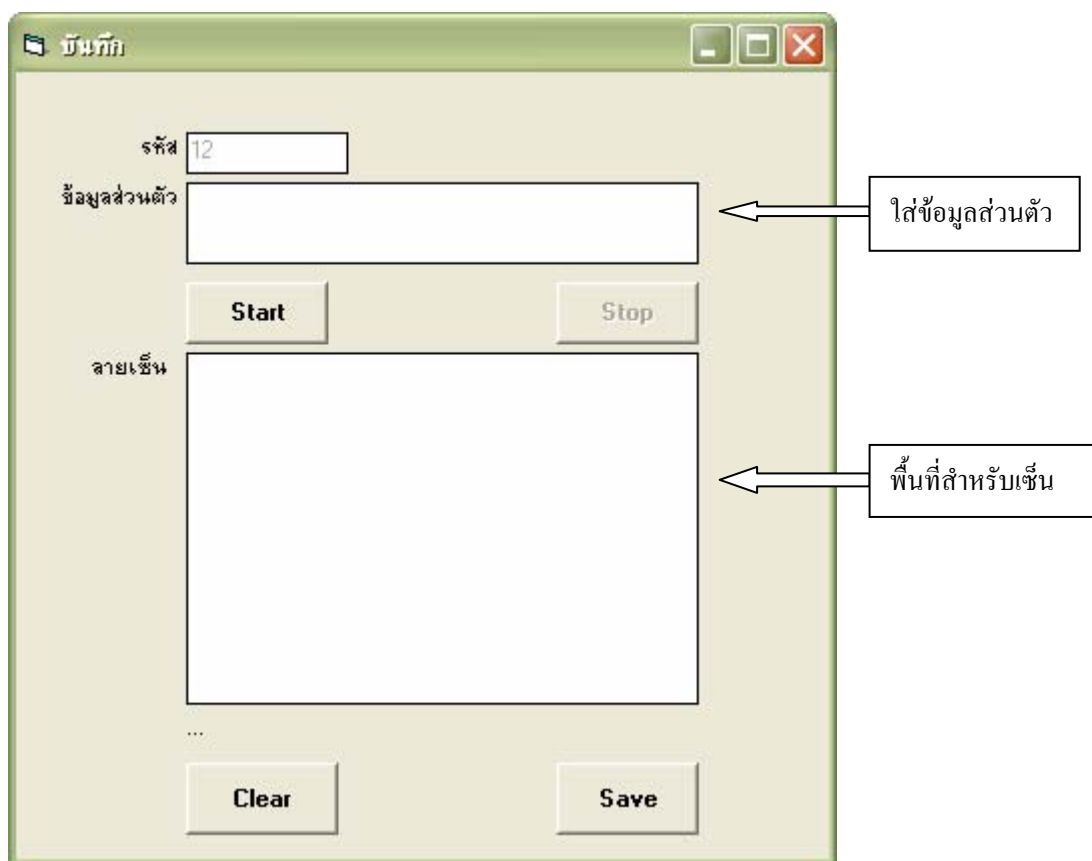 บันทึก
รหัส 12
ข้อมูลส่วนตัว
ใส่ข้อมูลส่วนตัว
Start Stop
ลายเซ็น
พื้นที่สำหรับเซ็น
...
Clear Save